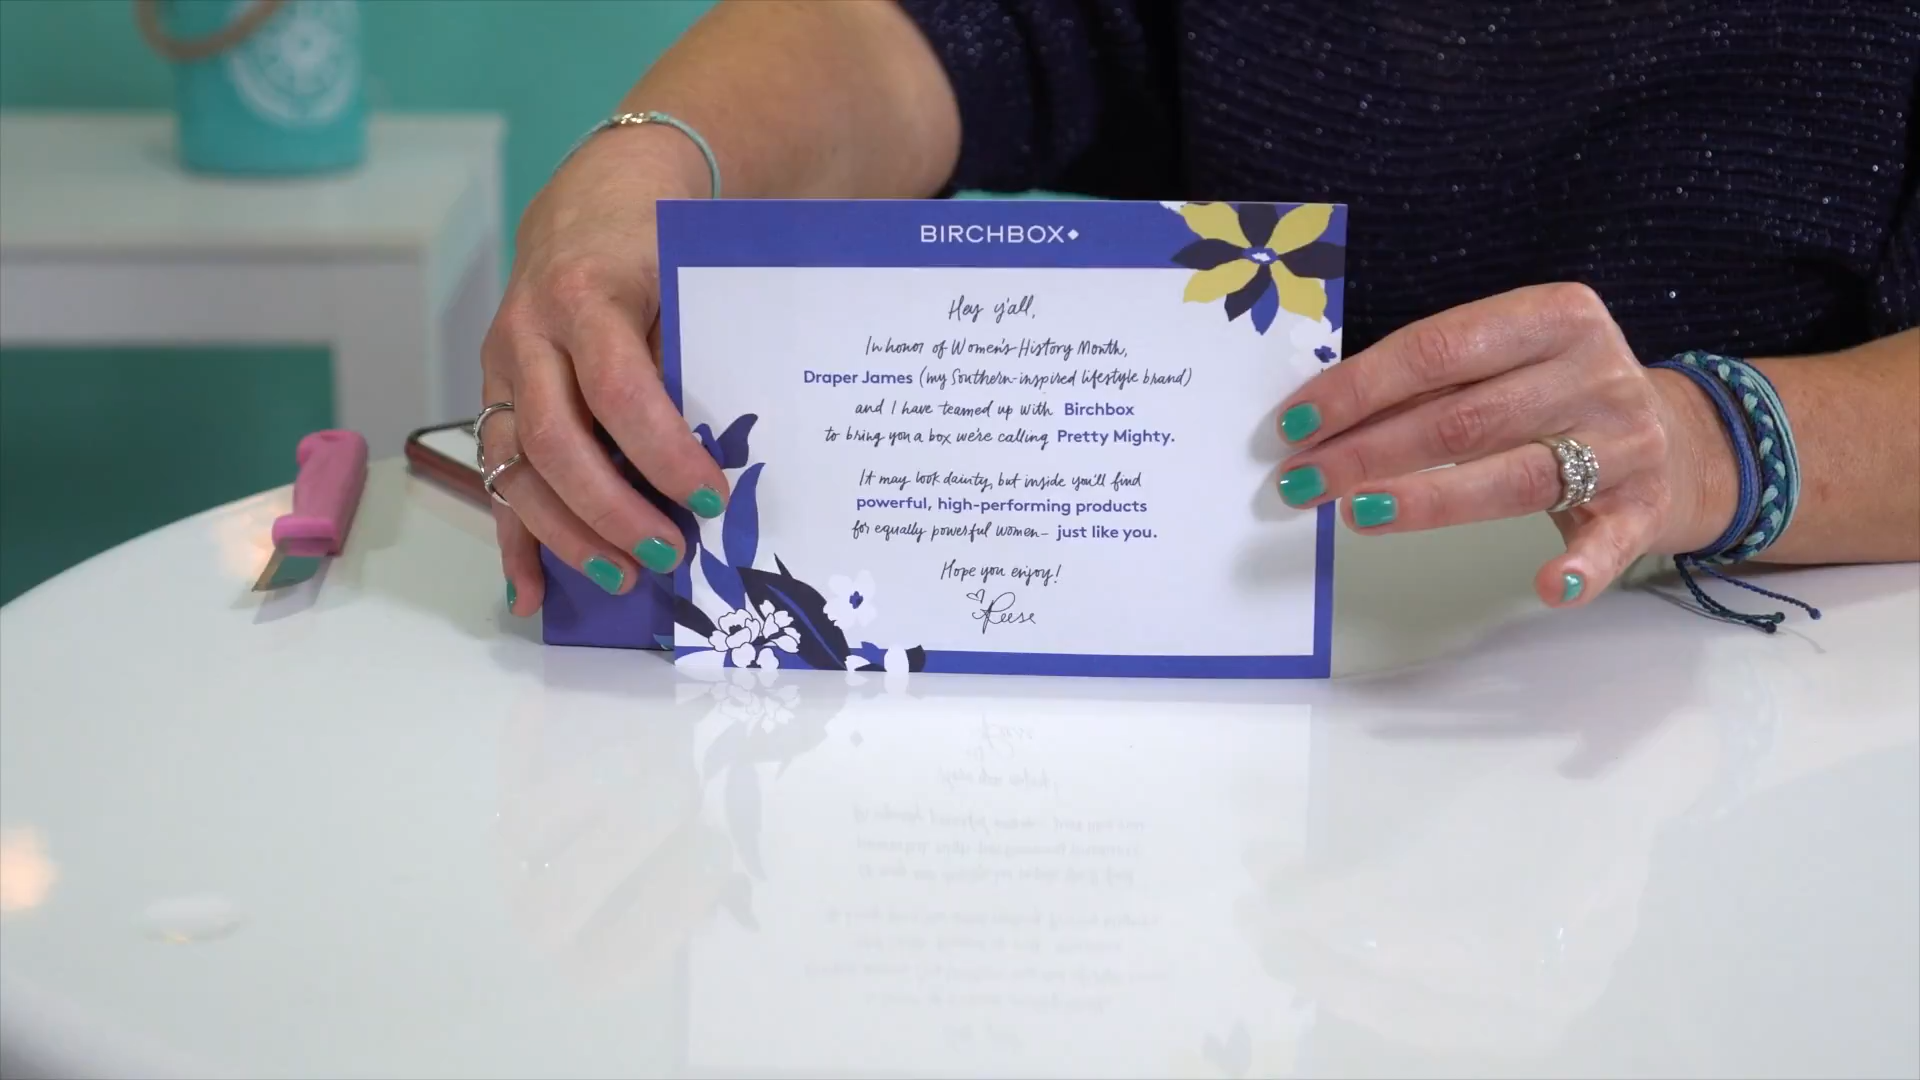 BIRCHBOX
Hey y'all,
In honor of Women's History Month,
Draper James (my Southern-inspired lifestyle brand)
and I have teamed up with Birchbox
to bring you a box we're calling Pretty Mighty.
It may look dainty, but inside you'll find
powerful, high-performing products
for equally powerful women— just like you.
Hope you enjoy!
Reese